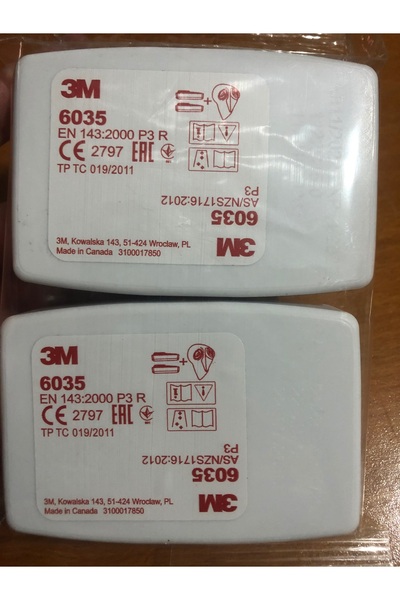 3M
6035
EN 143:2000 P3 R
CE 2797 EAC
TP TC 019/2011
AS/NZS1716:2012
P3
6035
3M
3M, Kowalska 143, 51-424 Wroclaw, PL
Made in Canada 3100017850
3M
6035
EN 143:2000 P3 R
CE 2797 EAC
TP TC 019/2011
AS/NZS1716:2012
P3
6035
3M
3M, Kowalska 143, 51-424 Wroclaw, PL
Made in Canada 3100017850